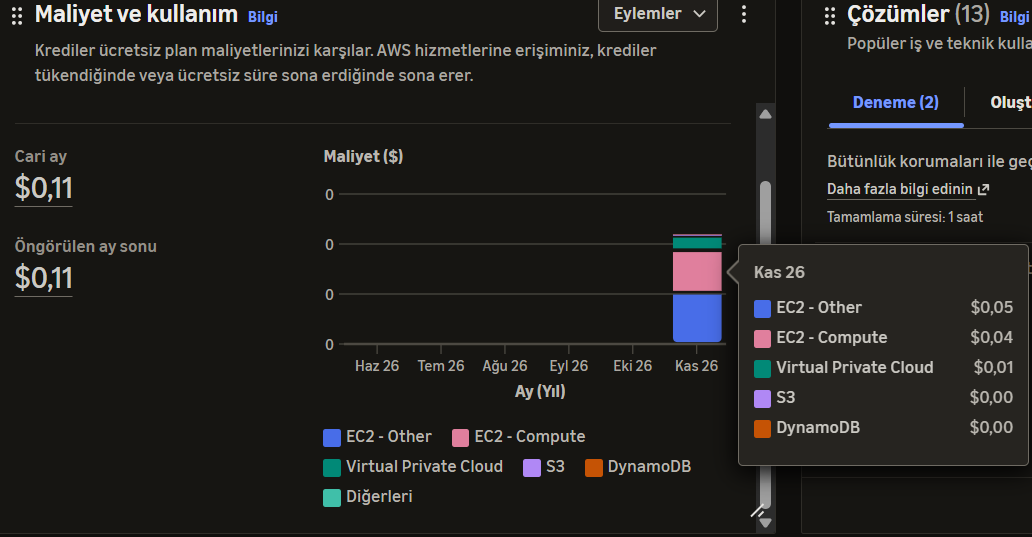 Maliyet ve kullanım Bilgi
Eylemler
Krediler ücretsiz plan maliyetlerinizi karşılar. AWS hizmetlerine erişiminiz, krediler
tükendiğinde veya ücretsiz süre sona erdiğinde sona erer.
Cari ay
$0,11
Öngörülen ay sonu
$0,11
Maliyet ($)
0
0
0
0
Haz 26 Tem 26 Ağu 26 Eyl 26 Eki 26 Kas 26
Ay (Yıl)
EC2 - Other EC2 - Compute
Virtual Private Cloud S3 DynamoDB
Diğerleri
Kas 26
EC2 - Other $0,05
EC2 - Compute $0,04
Virtual Private Cloud $0,01
S3 $0,00
DynamoDB $0,00
Çözümler (13) Bilgi
Popüler iş ve teknik kulla
Deneme (2) Oluşt
Bütünlük korumaları ile geç
Daha fazla bilgi edinin
Tamamlama süresi: 1 saat